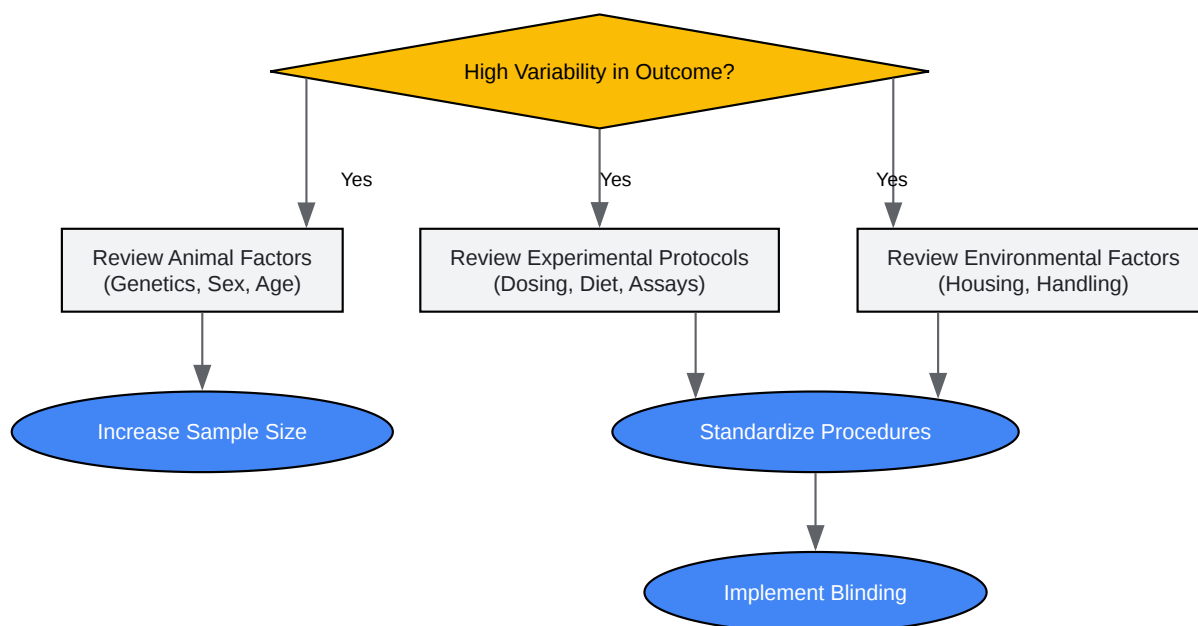 High Variability in Outcome?
Yes
Yes
Yes
Review Animal Factors
(Genetics, Sex, Age)
Review Experimental Protocols
(Dosing, Diet, Assays)
Review Environmental Factors
(Housing, Handling)
Increase Sample Size
Standardize Procedures
Implement Blinding